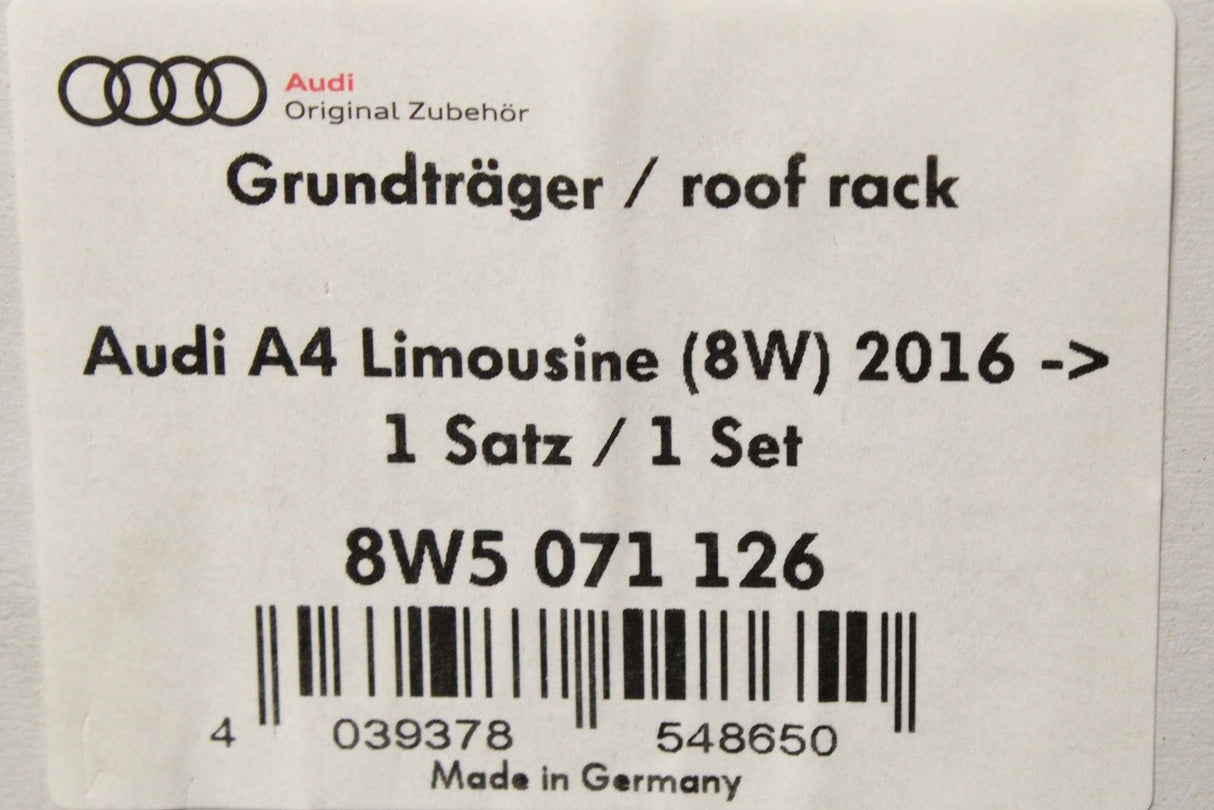 Audi
Original Zubehör
Grundträger / roof rack
Audi A4 Limousine (8W) 2016 ->
1 Satz / 1 Set
8W5 071 126
4 039378 548650
Made in Germany